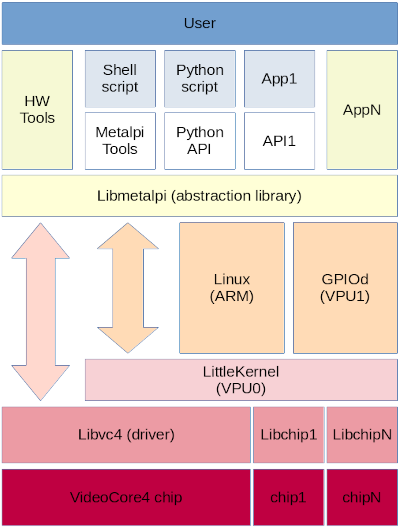 User
HW
Tools
Shell
script
Python
script
App1
AppN
Metalpi
Tools
Python
API
API1
Libmetalpi (abstraction library)
Linux
(ARM)
GPIOd
(VPU1)
LittleKernel
(VPU0)
Libvc4 (driver)
Libchip1
LibchipN
VideoCore4 chip
chip1
chipN